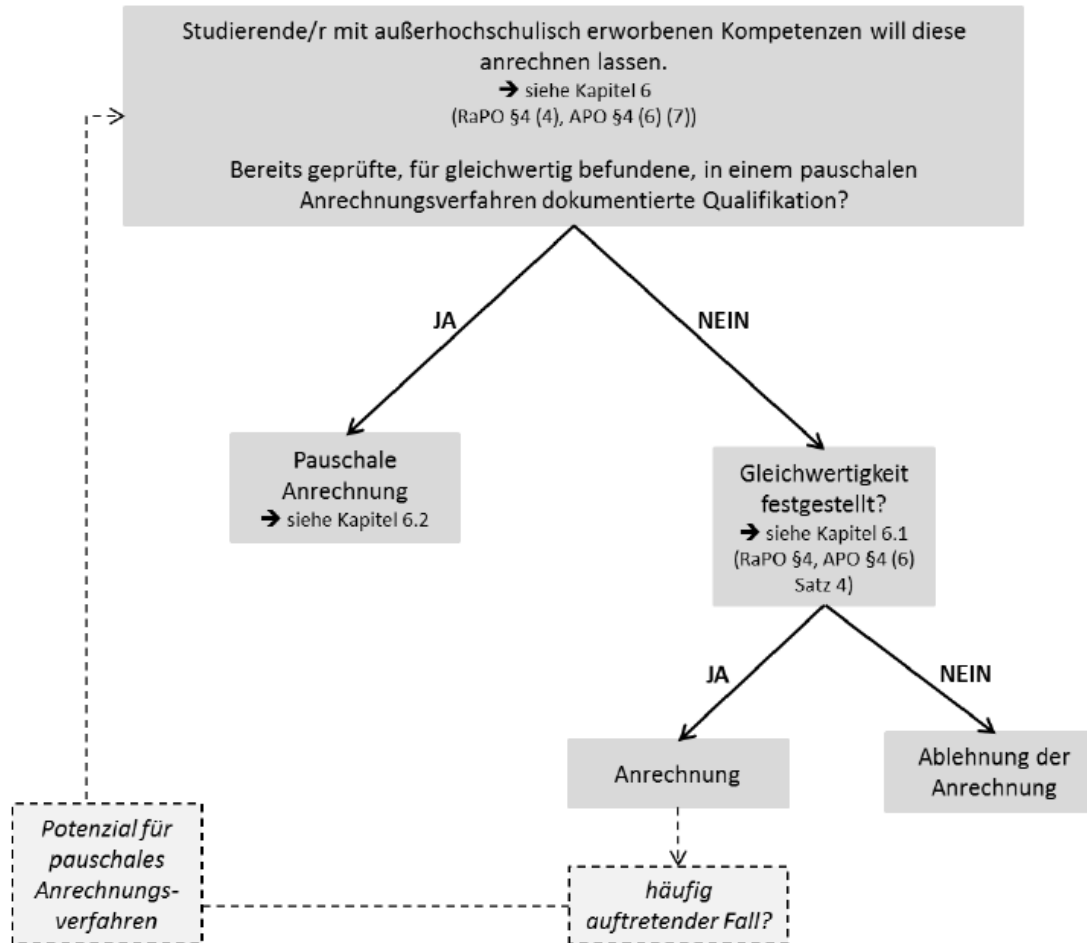 Studierende/r mit außerhochschulisch erworbenen Kompetenzen will diese
anrechnen lassen.
➔ siehe Kapitel 6
(RaPO §4 (4), APO §4 (6) (7))
Bereits geprüfte, für gleichwertig befundene, in einem pauschalen
Anrechnungsverfahren dokumentierte Qualifikation?
JA
NEIN
Pauschale
Anrechnung
➔ siehe Kapitel 6.2
Gleichwertigkeit
festgestellt?
➔ siehe Kapitel 6.1
(RaPO §4, APO §4 (6)
Satz 4)
JA
NEIN
Anrechnung
Ablehnung der
Anrechnung
Potenzial für
pauschales
Anrechnungs-
verfahren
häufig
auftretender Fall?